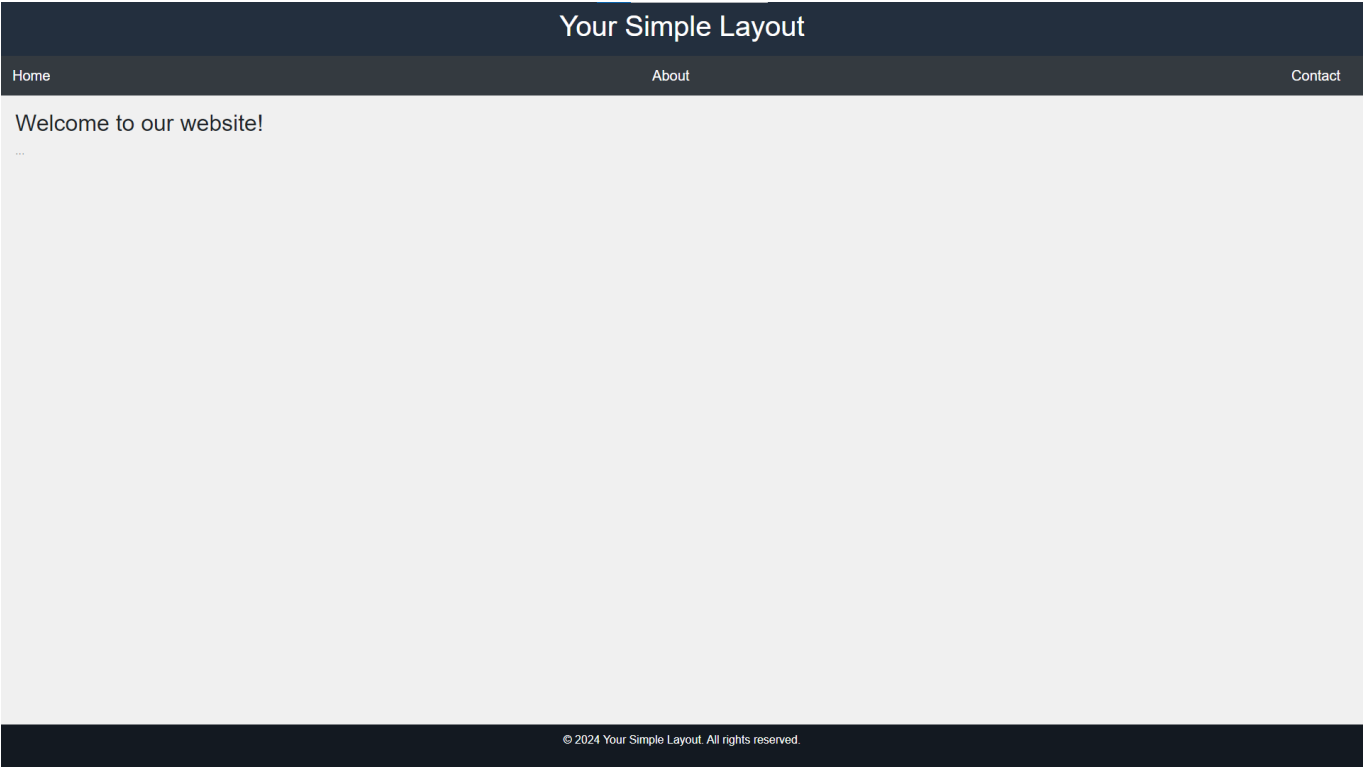 Your Simple Layout
Home About Contact
Welcome to our website!
...
© 2024 Your Simple Layout. All rights reserved.